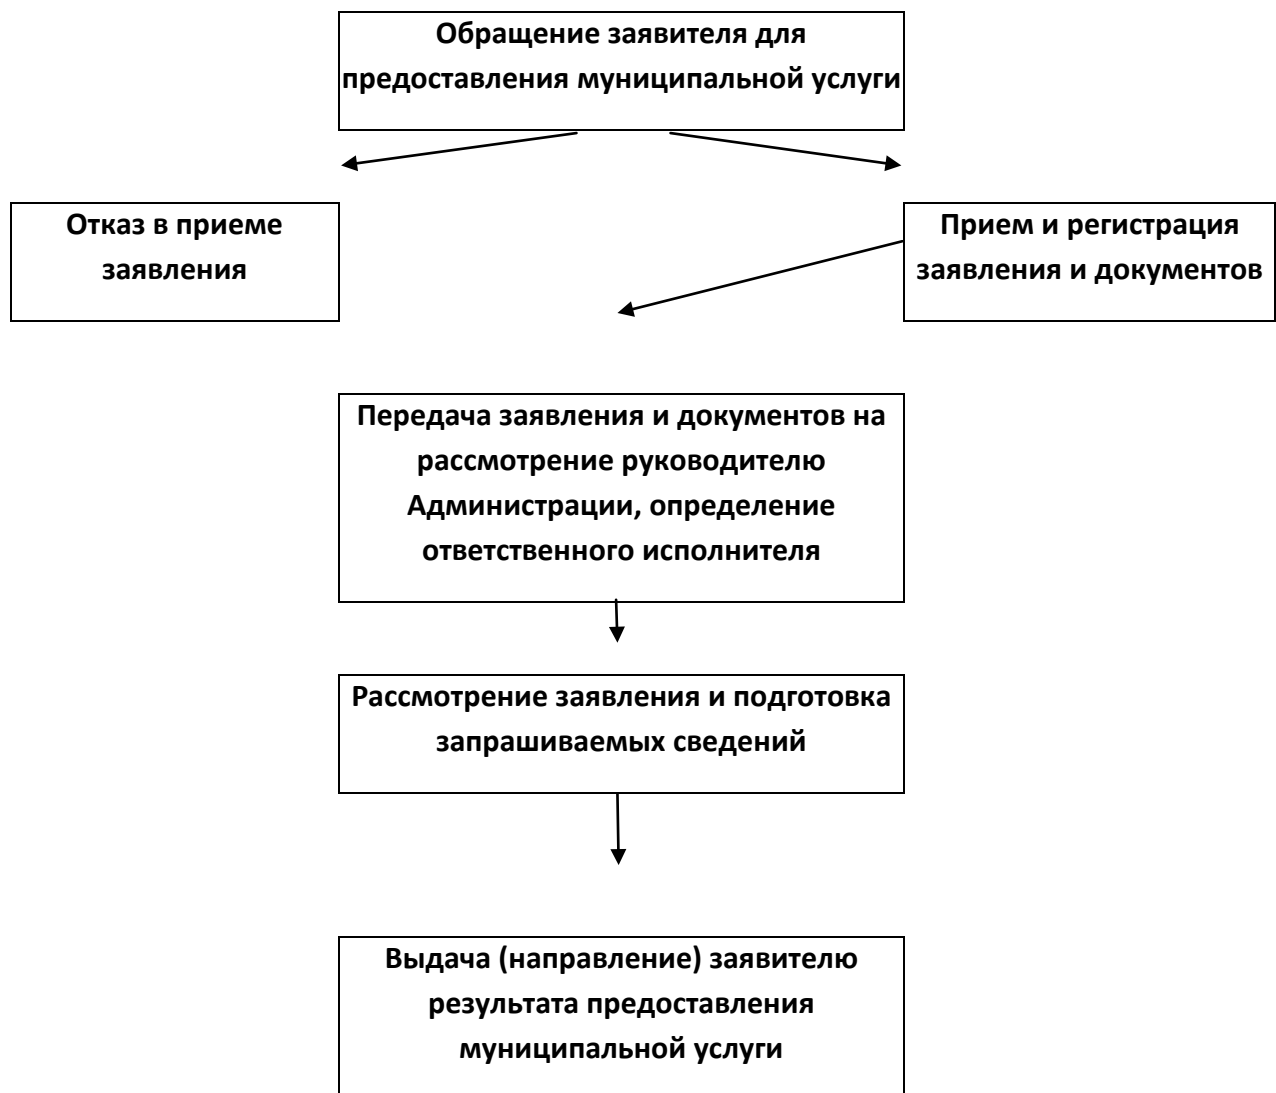 Обращение заявителя для
предоставления муниципальной услуги
Отказ в приеме
заявления
Прием и регистрация
заявления и документов
Передача заявления и документов на
рассмотрение руководителю
Администрации, определение
ответственного исполнителя
Рассмотрение заявления и подготовка
запрашиваемых сведений
Выдача (направление) заявителю
результата предоставления
муниципальной услуги